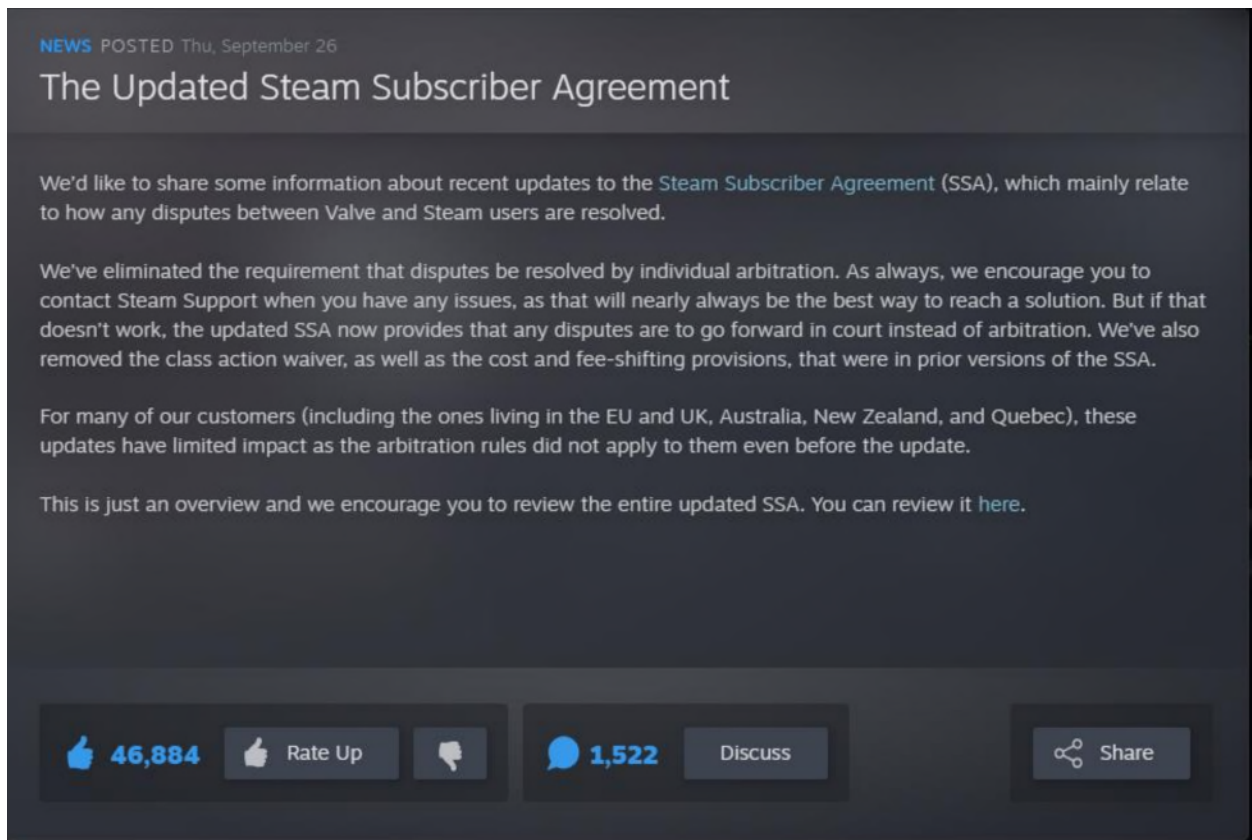 NEWS POSTED Thu, September 26
The Updated Steam Subscriber Agreement
We'd like to share some information about recent updates to the Steam Subscriber Agreement (SSA), which mainly relate
to how any disputes between Valve and Steam users are resolved.
We've eliminated the requirement that disputes be resolved by individual arbitration. As always, we encourage you to
contact Steam Support when you have any issues, as that will nearly always be the best way to reach a solution. But if that
doesn't work, the updated SSA now provides that any disputes are to go forward in court instead of arbitration. We've also
removed the class action waiver, as well as the cost and fee-shifting provisions, that were in prior versions of the SSA.
For many of our customers (including the ones living in the EU and UK, Australia, New Zealand, and Quebec), these
updates have limited impact as the arbitration rules did not apply to them even before the update.
This is just an overview and we encourage you to review the entire updated SSA. You can review it here.
46,884 Rate Up 1,522 Discuss Share